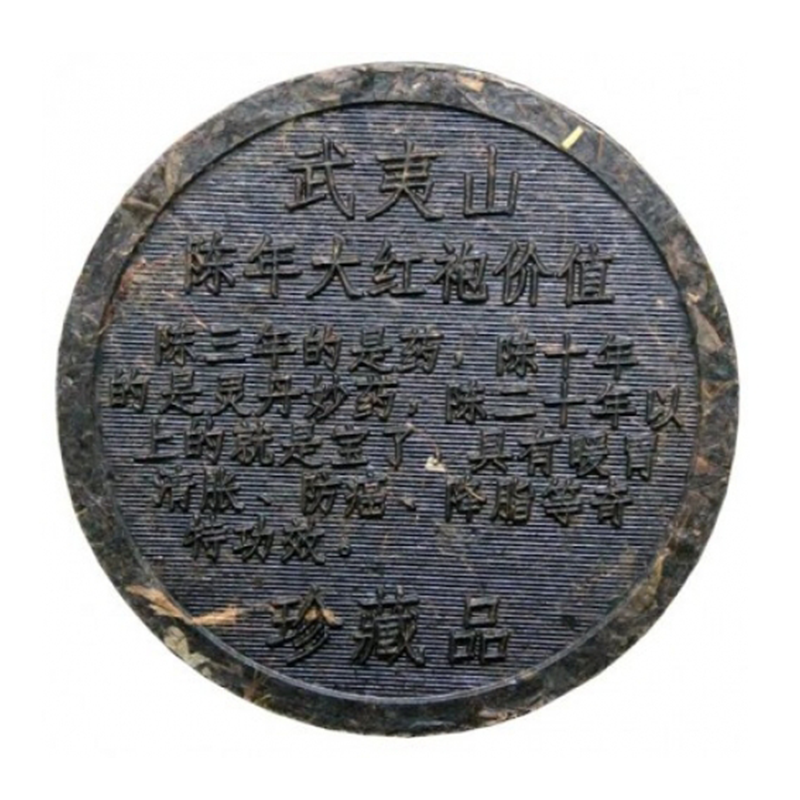 武夷山
陈年大红袍价值
陈三年的是药，陈十年
的是灵丹妙药，陈二十年以
上的就是宝了，具有暖胃
消胀、防癌、降脂等奇
特功效。
珍藏品